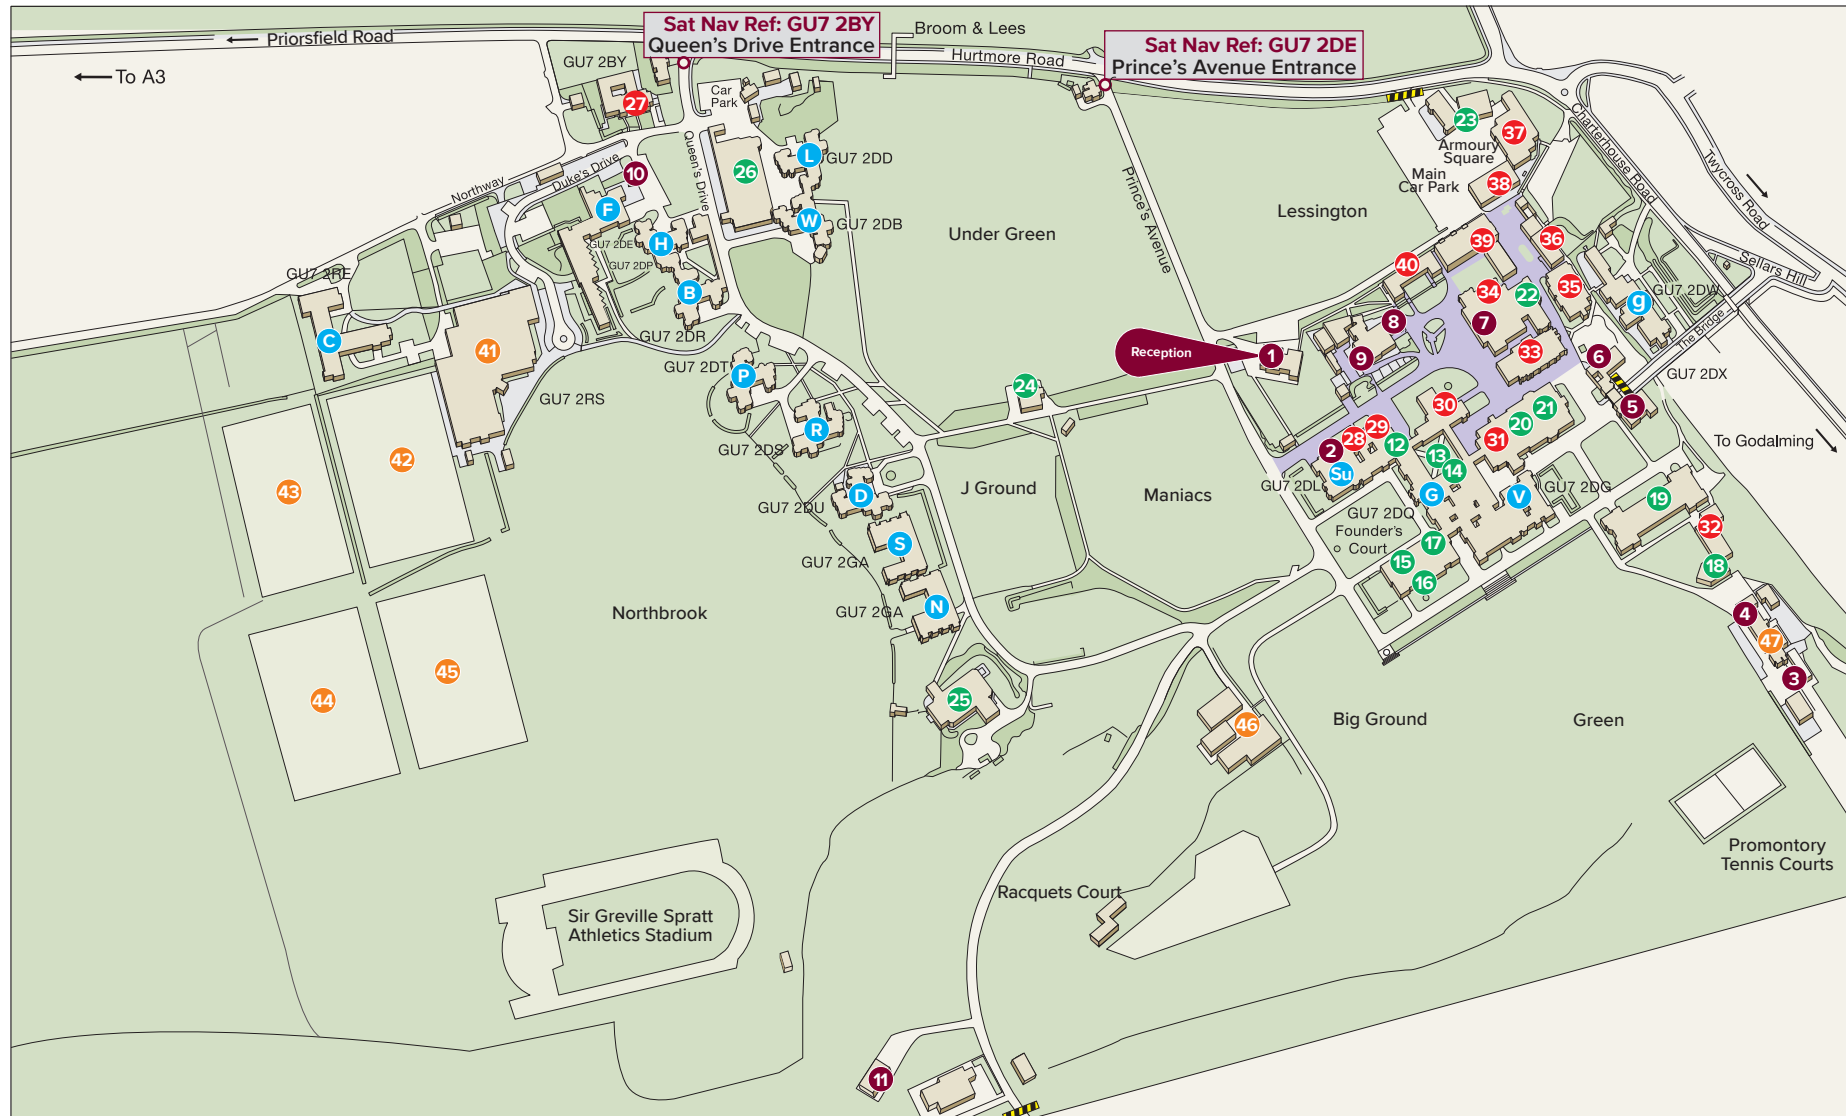 Sat Nav Ref: GU7 2BY
Queen's Drive Entrance
Broom & Lees
Sat Nav Ref: GU7 2DE
Prince's Avenue Entrance
Priorsfield Road
To A3
Hurtmore Road
GU7 2BY
27
Car
Park
Queen's Drive
Duke's Drive
Northway
10
26
L
GU7 2DD
F
W
GU7 2DB
GU7 2DE
H
GU7 2DP
B
GU7 2DR
GU7 2RE
C
41
GU7 2RS
Under Green
Prince's Avenue
Lessington
23
37
Armoury
Square
Main
Car Park
38
Charterhouse Road
Twycross Road
Sellars Hill
39
36
40
35
34
22
g
GU7 2DW
The Bridge
8
7
9
33
6
Reception
1
GU7 2DX
5
To Godalming
GU7 2DT
P
24
R
GU7 2DS
30
21
20
31
29
28
2
12
13
14
Su
GU7 2DL
G
V
GU7 2DG
GU7 2DQ
Founder's
Court
17
15
16
19
32
18
42
43
D
GU7 2DU
S
GU7 2GA
J Ground
Maniacs
N
GU7 2GA
Northbrook
4
47
3
44
45
25
46
Big Ground
Green
Promontory
Tennis Courts
Racquets Court
Sir Greville Spratt
Athletics Stadium
11